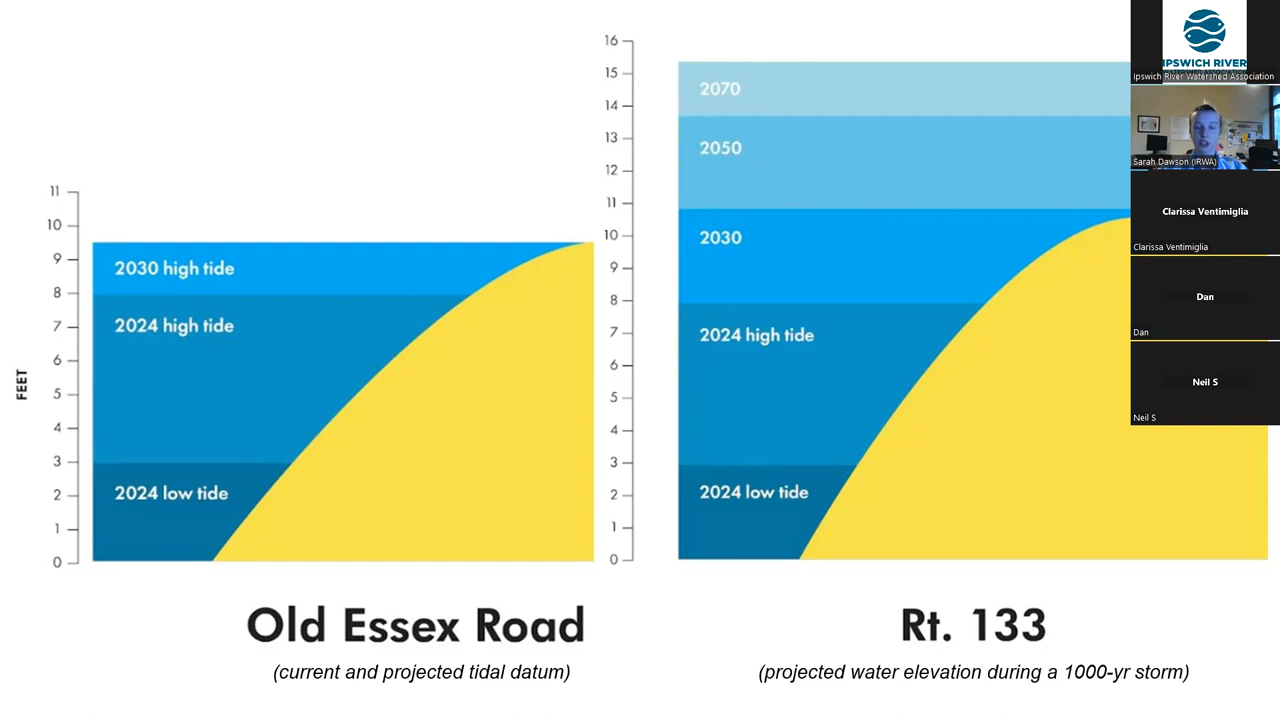 16
15
14
13
12
11
10
9
8
7
6
5
4
3
2
1
0
11
10
9
8
7
6
5
4
3
2
1
0
FEET
2030 high tide
2024 high tide
2024 low tide
2070
2050
2030
2024 high tide
2024 low tide
Old Essex Road
(current and projected tidal datum)
Rt. 133
(projected water elevation during a 1000-yr storm)
IPSWICH RIVER
Ipswich River Watershed Association
Sarah Dawson (IRWA)
Clarissa Ventimiglia
Clarissa Ventimiglia
Dan
Dan
Neil S
Neil S